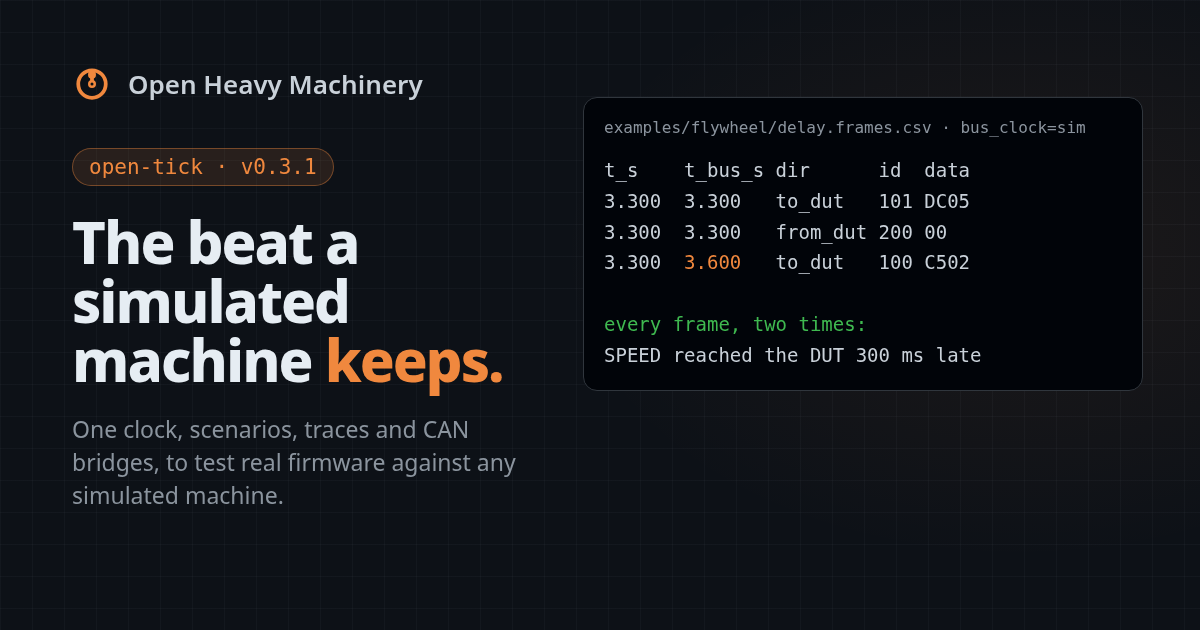 Open Heavy Machinery
open-tick · v0.3.1
The beat a
simulated
machine keeps.
One clock, scenarios, traces and CAN
bridges, to test real firmware against any
simulated machine.
examples/flywheel/delay.frames.csv · bus_clock=sim
t_s    t_bus_s dir      id  data
3.300  3.300   to_dut   101 DC05
3.300  3.300   from_dut 200 00
3.300  3.600   to_dut   100 C502
every frame, two times:
SPEED reached the DUT 300 ms late